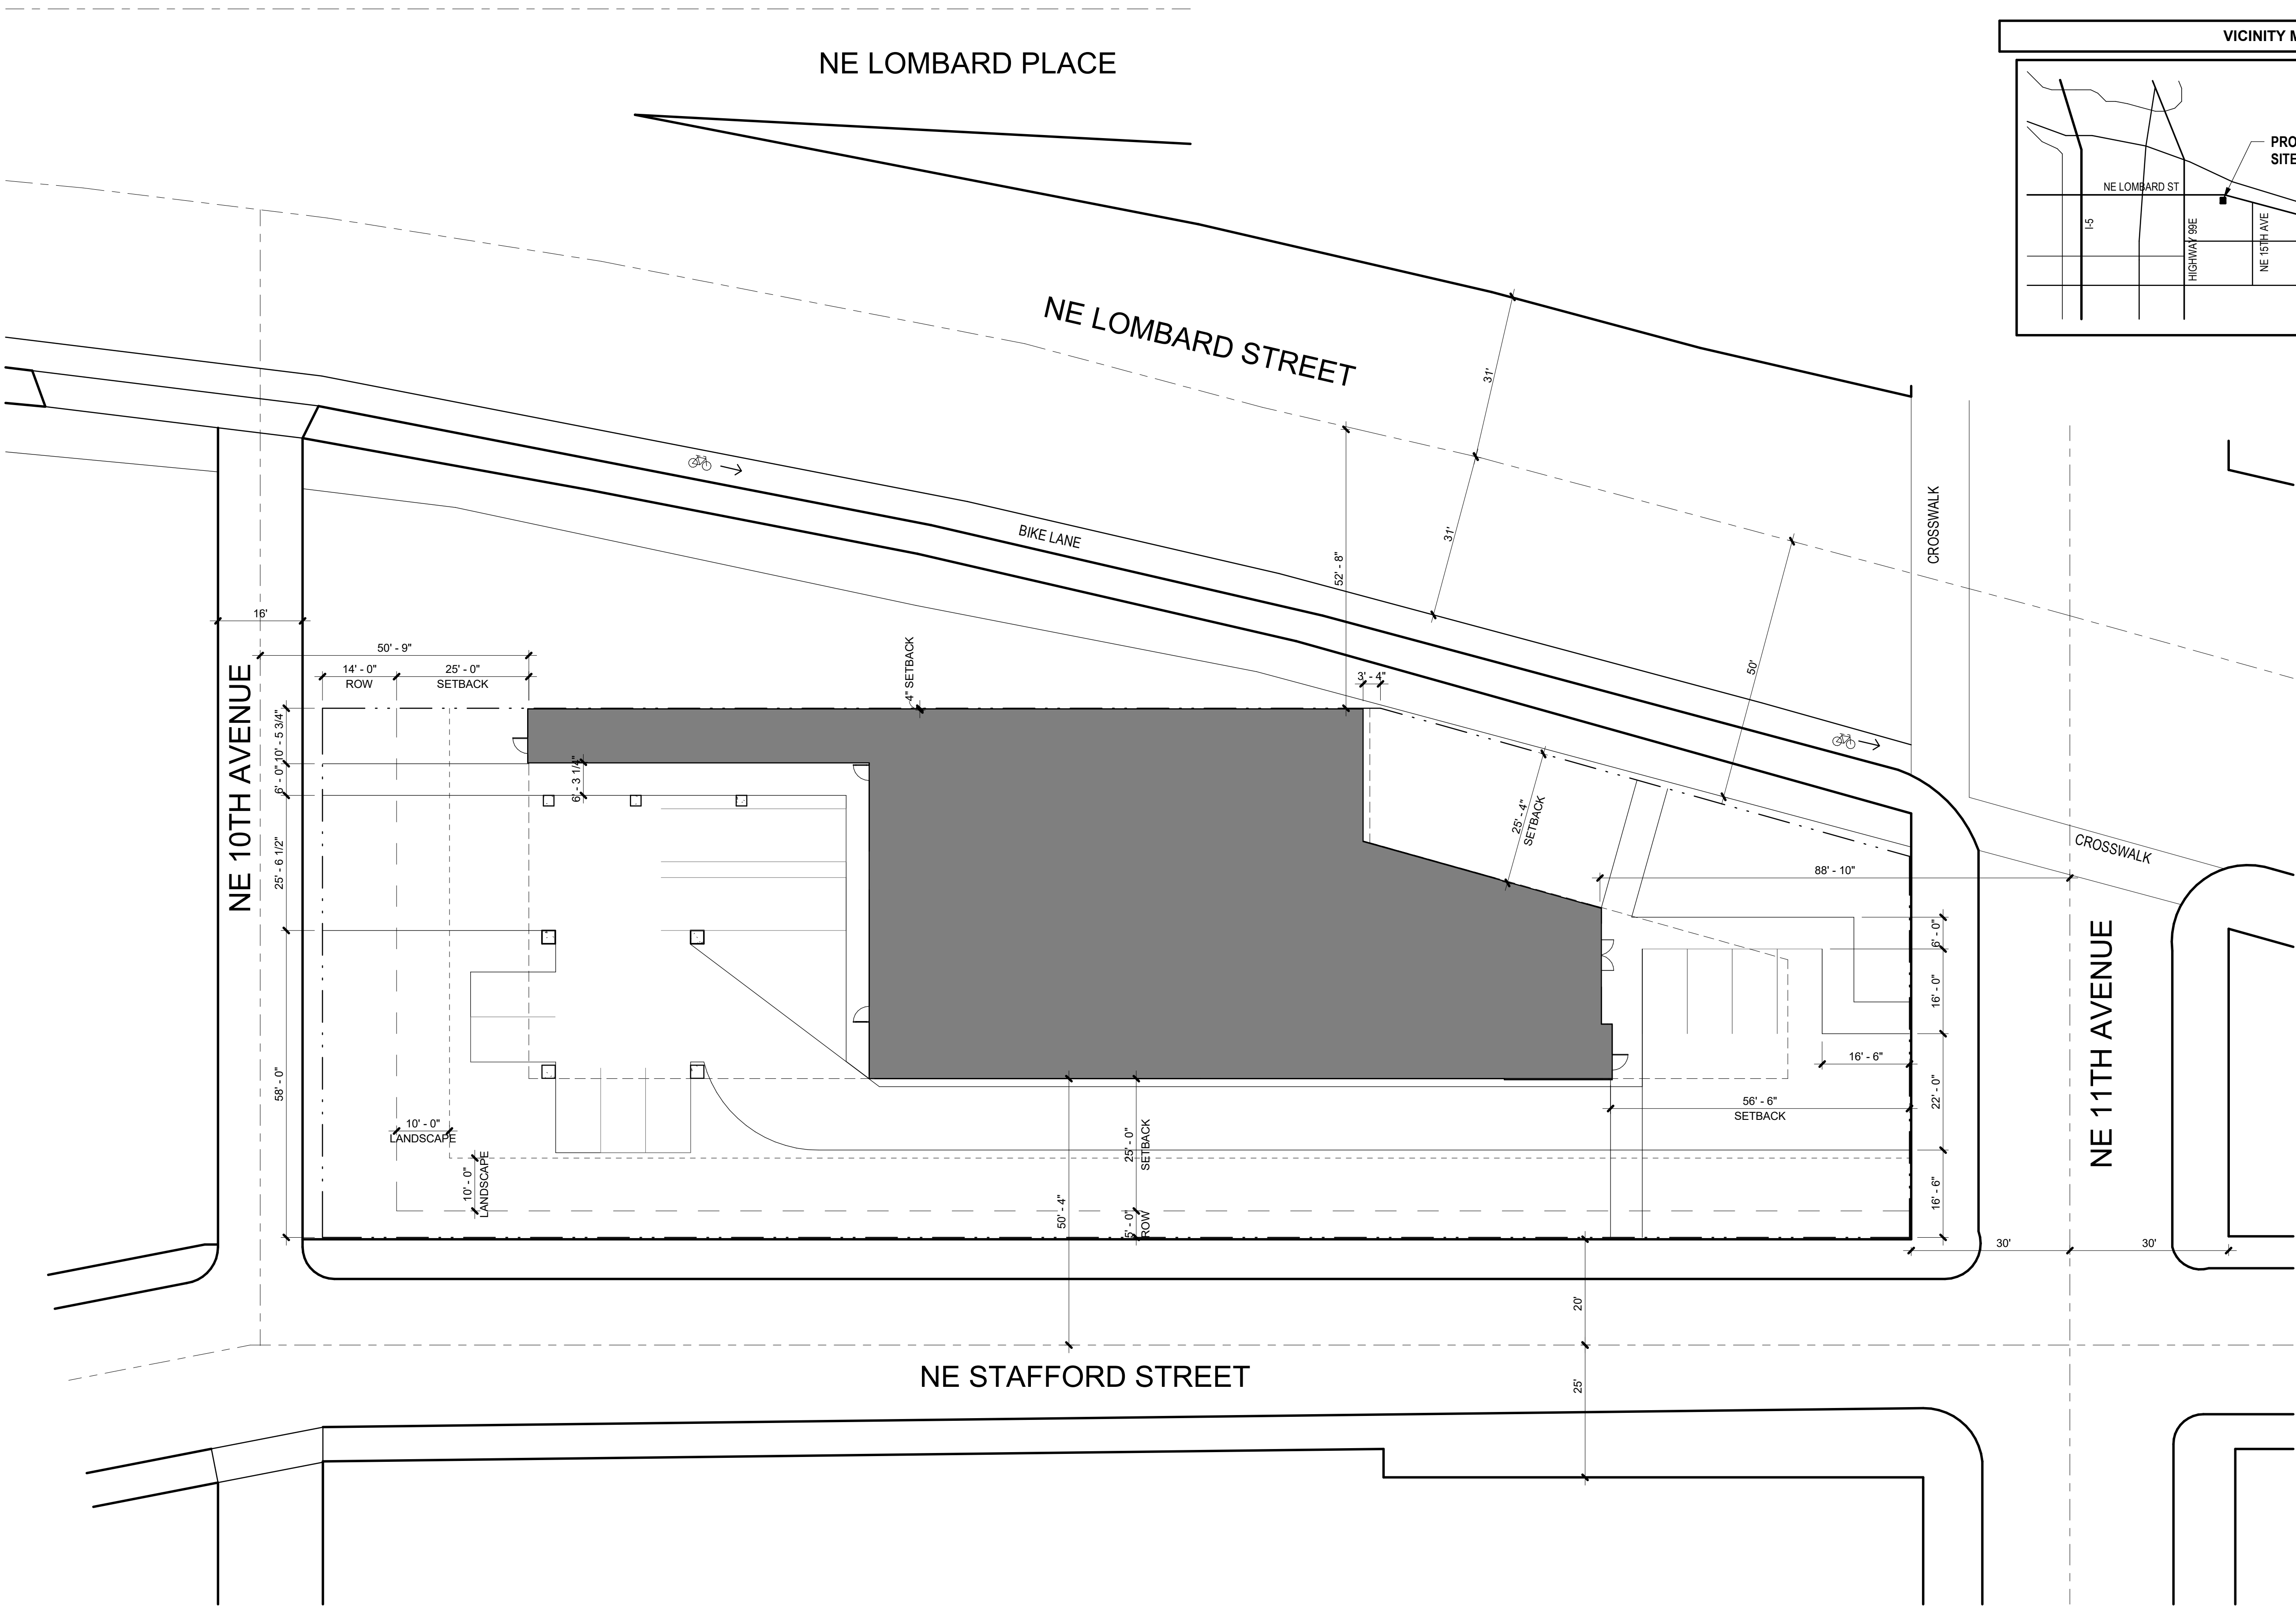 NE LOMBARD PLACE
VICINITY M
PRO
SITE
NE LOMBARD ST
I-5
HIGHWAY 99E
NE 15TH AVE
NE LOMBARD STREET
31'
31'
BIKE LANE
52' - 8"
50'
CROSSWALK
CROSSWALK
16'
50' - 9"
14' - 0"
ROW
25' - 0"
SETBACK
4" SETBACK
3' - 4"
NE 10TH AVENUE
10' - 5 3/4"
6' - 0"
25' - 6 1/2"
58' - 0"
6' - 3 1/4"
25' - 4"
SETBACK
88' - 10"
6' - 0"
16' - 0"
22' - 0"
16' - 6"
16' - 6"
56' - 6"
SETBACK
NE 11TH AVENUE
10' - 0"
LANDSCAPE
10' - 0"
LANDSCAPE
50' - 4"
25' - 0"
SETBACK
5' - 0"
ROW
30'
30'
20'
25'
NE STAFFORD STREET